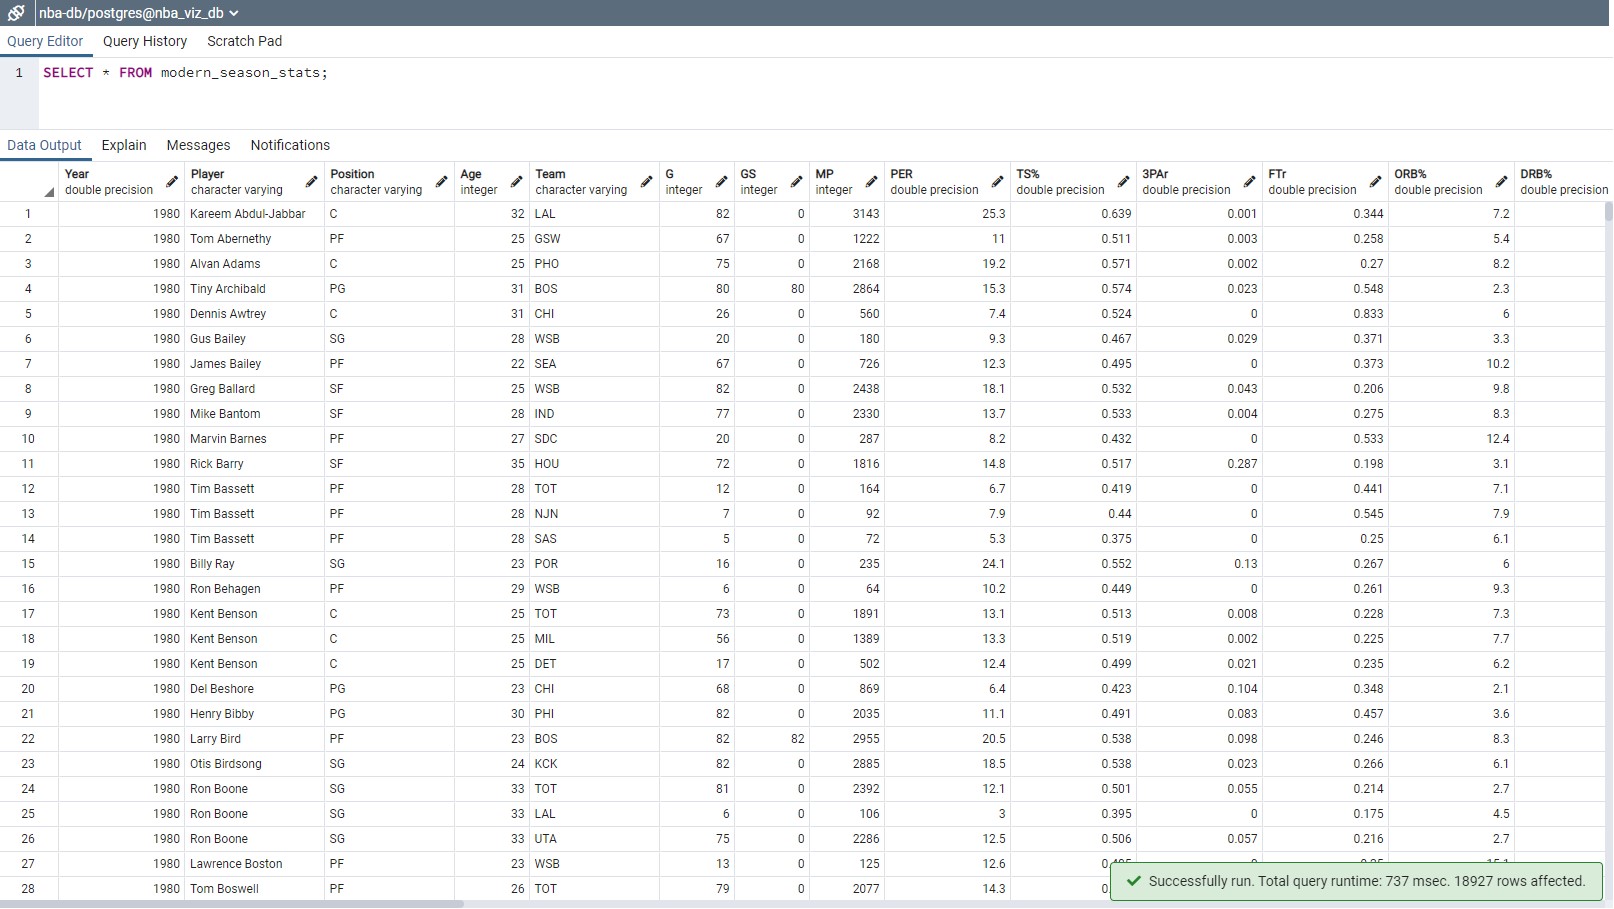 nba-db/postgres@nba_viz_db
Query Editor Query History Scratch Pad
1 SELECT * FROM modern_season_stats;
Data Output Explain Messages Notifications
Year Player Position Age Team G GS MP PER TS% 3PAr FTr ORB% DRB%
double precision character varying character varying integer character varying integer integer integer double precision double precision double precision double precision double precision double precision
1 1980 Kareem Abdul-Jabbar C 32 LAL 82 0 3143 25.3 0.639 0.001 0.344 7.2
2 1980 Tom Abernethy PF 25 GSW 67 0 1222 11 0.511 0.003 0.258 5.4
3 1980 Alvan Adams C 25 PHO 75 0 2168 19.2 0.571 0.002 0.27 8.2
4 1980 Tiny Archibald PG 31 BOS 80 80 2864 15.3 0.574 0.023 0.548 2.3
5 1980 Dennis Awtrey C 31 CHI 26 0 560 7.4 0.524 0 0.833 6
6 1980 Gus Bailey SG 28 WSB 20 0 180 9.3 0.467 0.029 0.371 3.3
7 1980 James Bailey PF 22 SEA 67 0 726 12.3 0.495 0 0.373 10.2
8 1980 Greg Ballard SF 25 WSB 82 0 2438 18.1 0.532 0.043 0.206 9.8
9 1980 Mike Bantom SF 28 IND 77 0 2330 13.7 0.533 0.004 0.275 8.3
10 1980 Marvin Barnes PF 27 SDC 20 0 287 8.2 0.432 0 0.533 12.4
11 1980 Rick Barry SF 35 HOU 72 0 1816 14.8 0.517 0.287 0.198 3.1
12 1980 Tim Bassett PF 28 TOT 12 0 164 6.7 0.419 0 0.441 7.1
13 1980 Tim Bassett PF 28 NJN 7 0 92 7.9 0.44 0 0.545 7.9
14 1980 Tim Bassett PF 28 SAS 5 0 72 5.3 0.375 0 0.25 6.1
15 1980 Billy Ray SG 23 POR 16 0 235 24.1 0.552 0.13 0.267 6
16 1980 Ron Behagen PF 29 WSB 6 0 64 10.2 0.449 0 0.261 9.3
17 1980 Kent Benson C 25 TOT 73 0 1891 13.1 0.513 0.008 0.228 7.3
18 1980 Kent Benson C 25 MIL 56 0 1389 13.3 0.519 0.002 0.225 7.7
19 1980 Kent Benson C 25 DET 17 0 502 12.4 0.499 0.021 0.235 6.2
20 1980 Del Beshore PG 23 CHI 68 0 869 6.4 0.423 0.104 0.348 2.1
21 1980 Henry Bibby PG 30 PHI 82 0 2035 11.1 0.491 0.083 0.457 3.6
22 1980 Larry Bird PF 23 BOS 82 82 2955 20.5 0.538 0.098 0.246 8.3
23 1980 Otis Birdsong SG 24 KCK 82 0 2885 18.5 0.538 0.023 0.266 6.1
24 1980 Ron Boone SG 33 TOT 81 0 2392 12.1 0.501 0.055 0.214 2.7
25 1980 Ron Boone SG 33 LAL 6 0 106 3 0.395 0 0.175 4.5
26 1980 Ron Boone SG 33 UTA 75 0 2286 12.5 0.506 0.057 0.216 2.7
27 1980 Lawrence Boston PF 23 WSB 13 0 125 12.6
28 1980 Tom Boswell PF 26 TOT 79 0 2077 14.3
Successfully run. Total query runtime: 737 msec. 18927 rows affected.